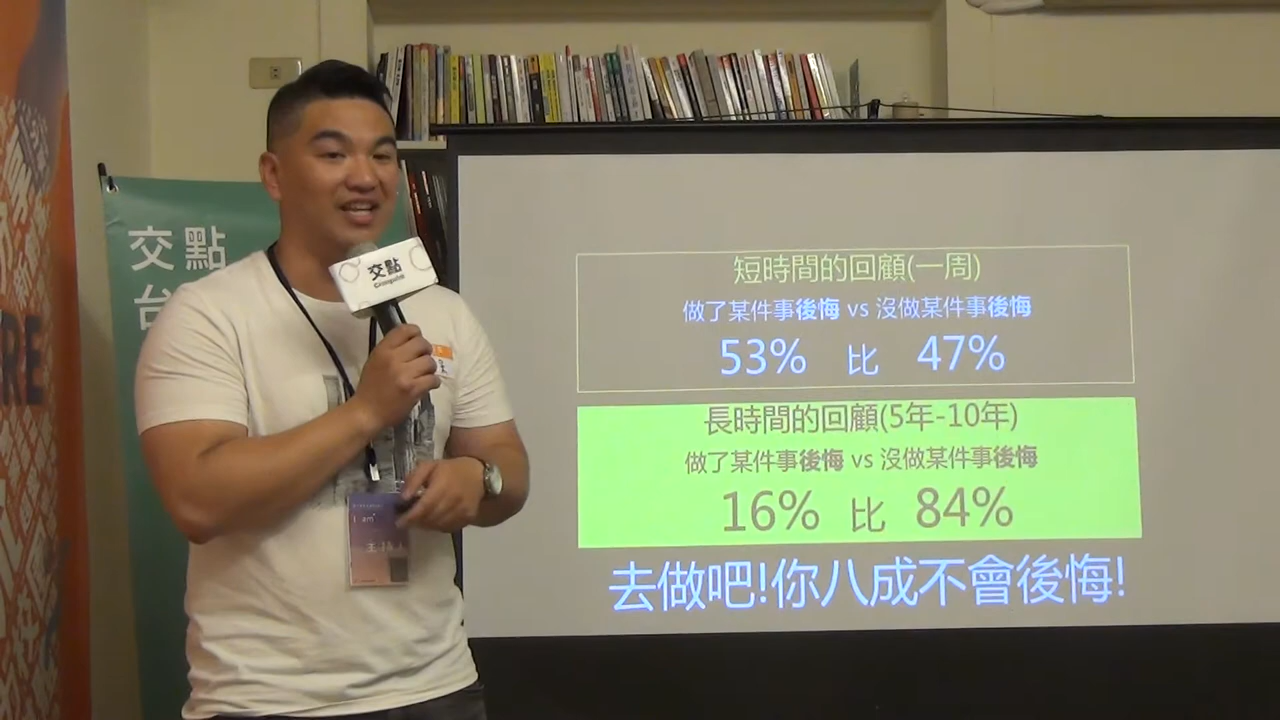 交點
台
RE
交點
I am
短時間的回顧(一周)
做了某件事後悔 vs 沒做某件事後悔
53% 比 47%
長時間的回顧(5年-10年)
做了某件事後悔 vs 沒做某件事後悔
16% 比 84%
去做吧!你八成不會後悔!